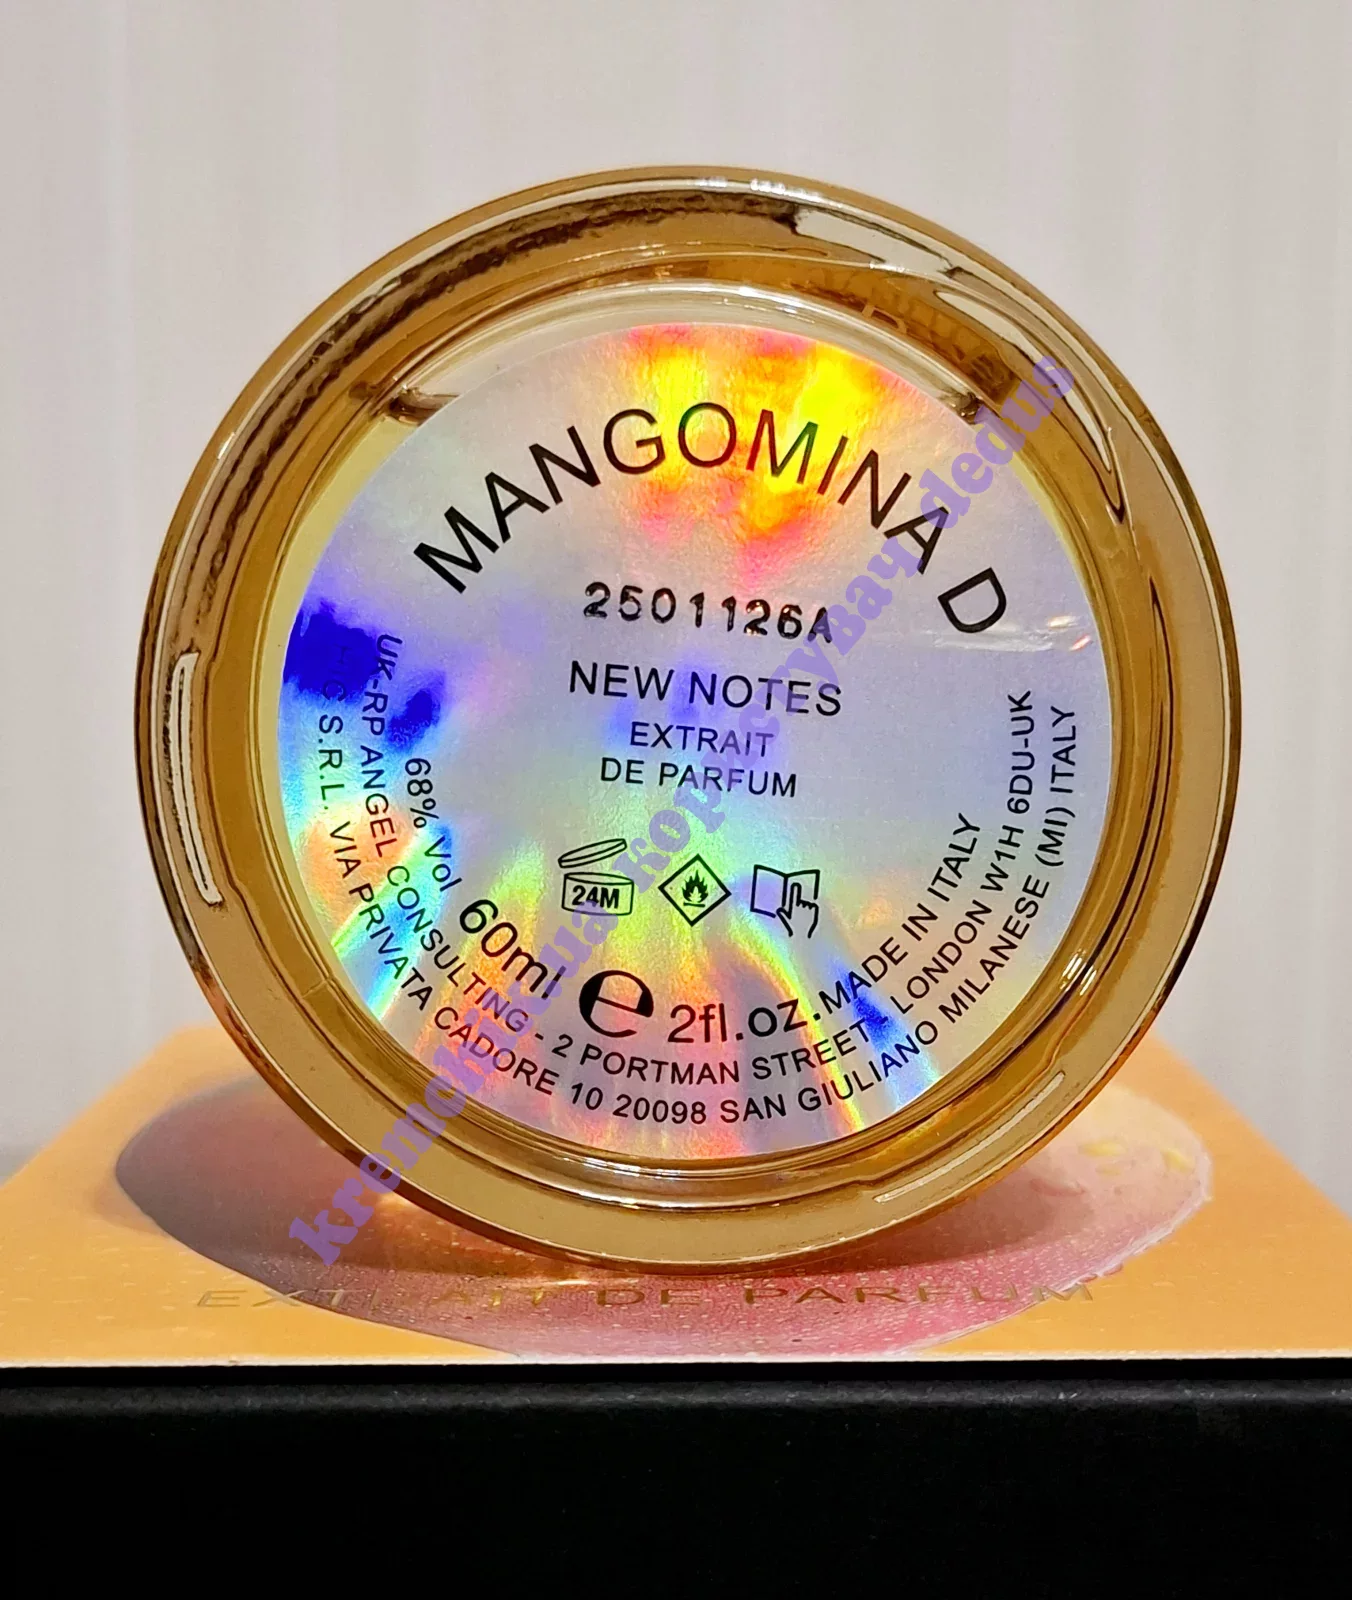 MANGOMINA D
2501126A
NEW NOTES
EXTRAIT
DE PARFUM
24M
68% Vol 60ml e 2fl.oz. MADE IN ITALY
UK-RP ANGEL CONSULTING - 2 PORTMAN STREET - LONDON W1H 6DU-UK
S.R.L. VIA PRIVATA CADORE 10 20098 SAN GIULIANO MILANESE (MI) ITALY
EXTRAIT DE PARFUM